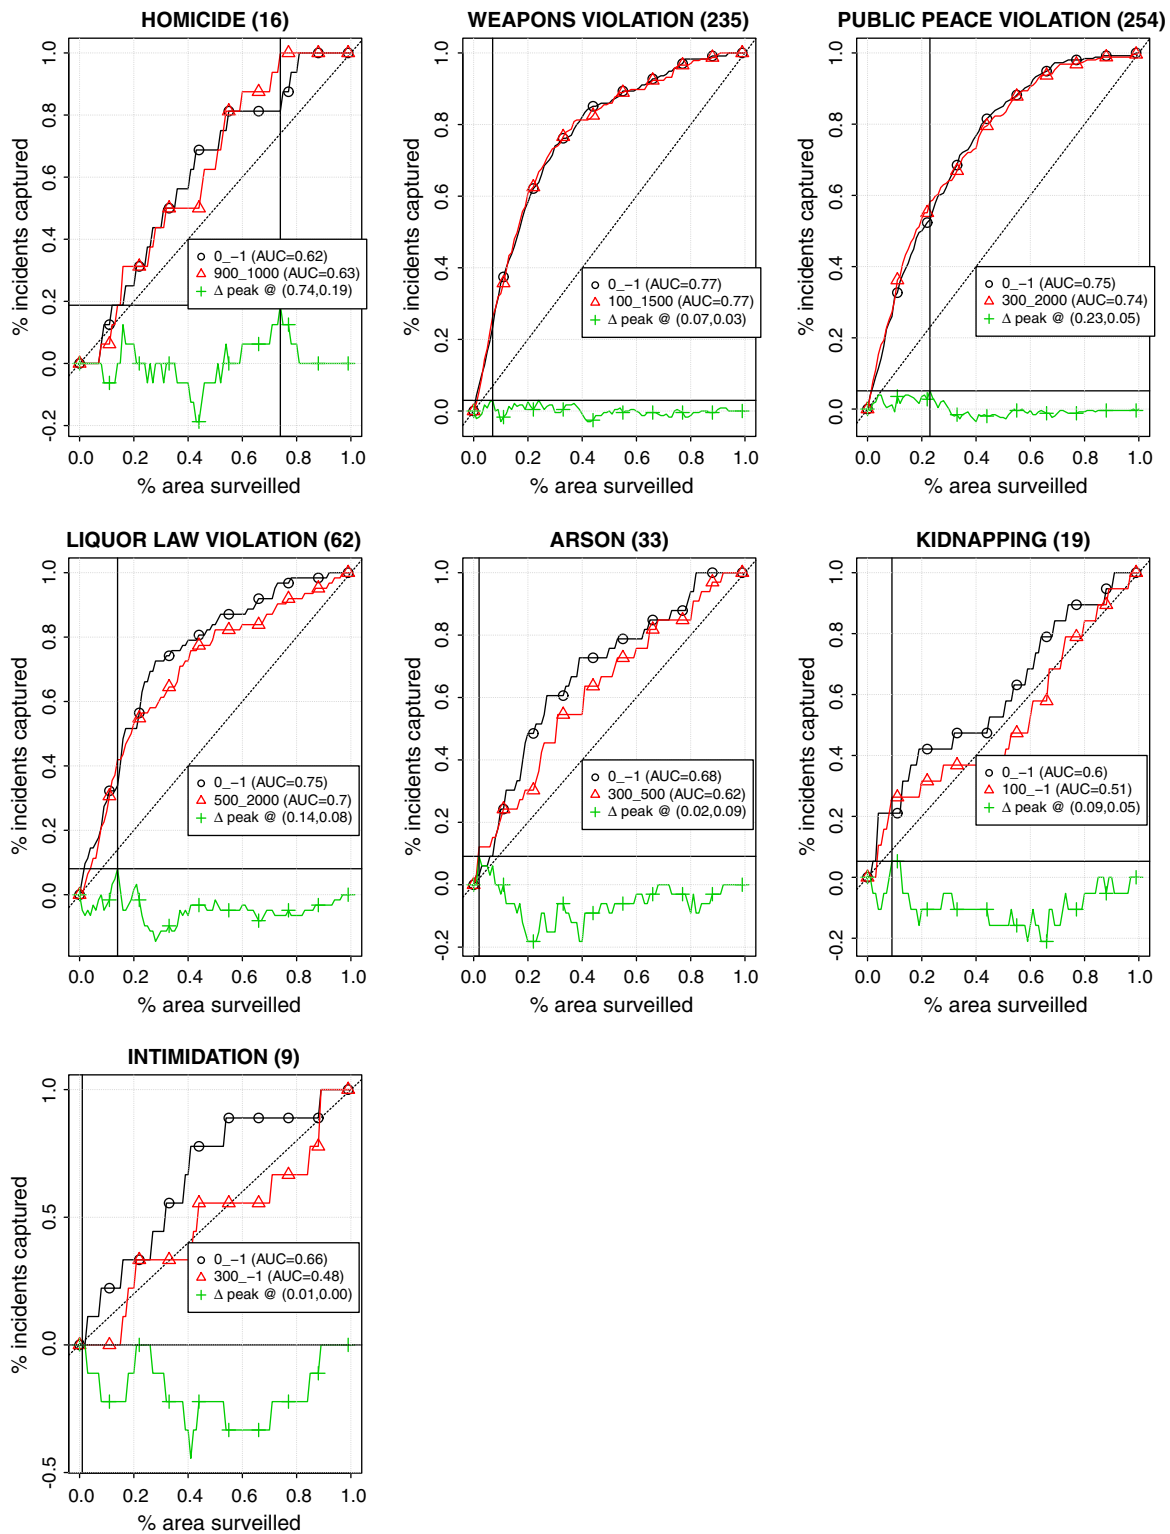 HOMICIDE (16)
% incidents captured
-0.2 0.0 0.2 0.4 0.6 0.8 1.0
0_-1 (AUC=0.62)
900_1000 (AUC=0.63)
Δ peak @ (0.74,0.19)
0.0 0.2 0.4 0.6 0.8 1.0
% area surveilled
WEAPONS VIOLATION (235)
% incidents captured
0.0 0.2 0.4 0.6 0.8 1.0
0_-1 (AUC=0.77)
100_1500 (AUC=0.77)
Δ peak @ (0.07,0.03)
0.0 0.2 0.4 0.6 0.8 1.0
% area surveilled
PUBLIC PEACE VIOLATION (254)
% incidents captured
0.0 0.2 0.4 0.6 0.8 1.0
0_-1 (AUC=0.75)
300_2000 (AUC=0.74)
Δ peak @ (0.23,0.05)
0.0 0.2 0.4 0.6 0.8 1.0
% area surveilled
LIQUOR LAW VIOLATION (62)
% incidents captured
0.0 0.2 0.4 0.6 0.8 1.0
0_-1 (AUC=0.75)
500_2000 (AUC=0.7)
Δ peak @ (0.14,0.08)
0.0 0.2 0.4 0.6 0.8 1.0
% area surveilled
ARSON (33)
% incidents captured
-0.2 0.0 0.2 0.4 0.6 0.8 1.0
0_-1 (AUC=0.68)
300_500 (AUC=0.62)
Δ peak @ (0.02,0.09)
0.0 0.2 0.4 0.6 0.8 1.0
% area surveilled
KIDNAPPING (19)
% incidents captured
-0.2 0.0 0.2 0.4 0.6 0.8 1.0
0_-1 (AUC=0.6)
100_-1 (AUC=0.51)
Δ peak @ (0.09,0.05)
0.0 0.2 0.4 0.6 0.8 1.0
% area surveilled
INTIMIDATION (9)
% incidents captured
-0.5 0.0 0.5 1.0
0_-1 (AUC=0.66)
300_-1 (AUC=0.48)
Δ peak @ (0.01,0.00)
0.0 0.2 0.4 0.6 0.8 1.0
% area surveilled